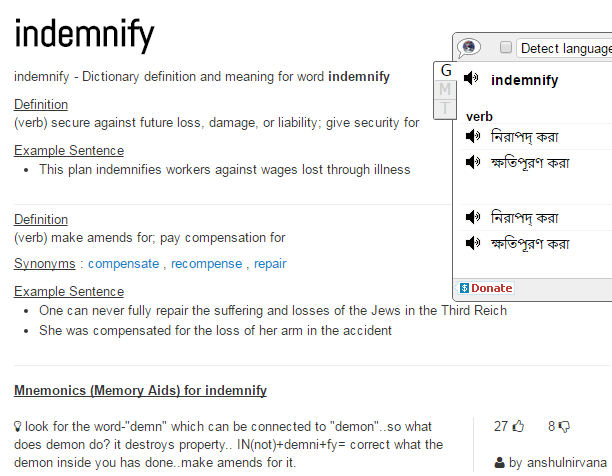 indemnify
indemnify - Dictionary definition and meaning for word indemnify
Definition
(verb) secure against future loss, damage, or liability; give security for
Example Sentence
This plan indemnifies workers against wages lost through illness
Definition
(verb) make amends for; pay compensation for
Synonyms : compensate , recompense , repair
Example Sentence
One can never fully repair the suffering and losses of the Jews in the Third Reich
She was compensated for the loss of her arm in the accident
Mnemonics (Memory Aids) for indemnify
look for the word-"demn" which can be connected to "demon"..so what
does demon do? it destroys property.. IN(not)+demni+fy= correct what the
demon inside you has done..make amends for it.
27 8
by anshulnirvana
Detect language
G
M
T
indemnify
verb
নিরাপদ্ করা
ক্ষতিপূরণ করা
নিরাপদ্ করা
ক্ষতিপূরণ করা
$ Donate